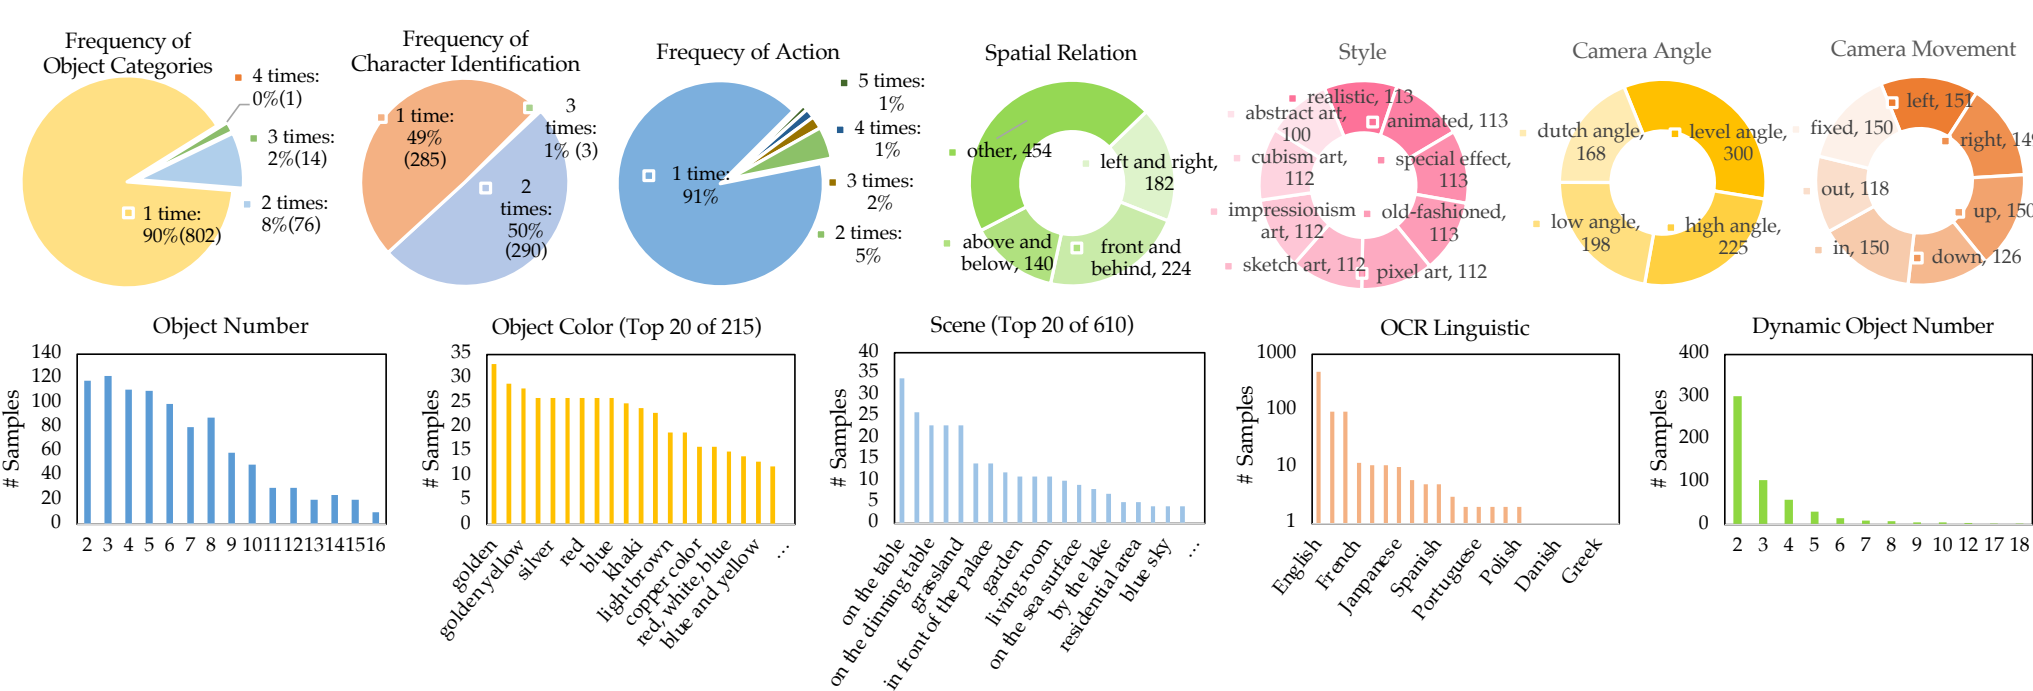 Frequency of
Object Categories
4 times:
0%(1)
3 times:
2%(14)
2 times:
8%(76)
1 time:
90%(802)
Frequency of
Character Identification
1 time:
49%
(285)
3
times:
1% (3)
2
times:
50%
(290)
Frequecy of Action
5 times:
1%
4 times:
1%
3 times:
2%
2 times:
5%
1 time:
91%
Spatial Relation
other, 454
left and right,
182
above and
below, 140
front and
behind, 224
Style
realistic, 113
abstract art,
100
animated, 113
cubism art,
112
special effect,
113
impressionism
art, 112
old-fashioned,
113
sketch art, 112
pixel art, 112
Camera Angle
dutch angle,
168
level angle,
300
low angle,
198
high angle,
225
Camera Movement
left, 151
fixed, 150
right, 149
out, 118
up, 150
in, 150
down, 126
Object Number
# Samples
140
120
100
80
60
40
20
0
2 3 4 5 6 7 8 9 10 11 12 13 14 15 16
Object Color (Top 20 of 215)
# Samples
35
30
25
20
15
10
5
0
golden
golden yellow
silver
red
blue
khaki
light brown
copper color
red, white, blue
blue and yellow
...
Scene (Top 20 of 610)
# Samples
40
35
30
25
20
15
10
5
0
on the table
on the dinning table
grassland
in front of the palace
garden
living room
on the sea surface
by the lake
residential area
blue sky
...
OCR Linguistic
# Samples
1000
100
10
1
English
French
Janpanese
Spanish
Portuguese
Polish
Danish
Greek
Dynamic Object Number
# Samples
400
300
200
100
0
2 3 4 5 6 7 8 9 10 12 17 18